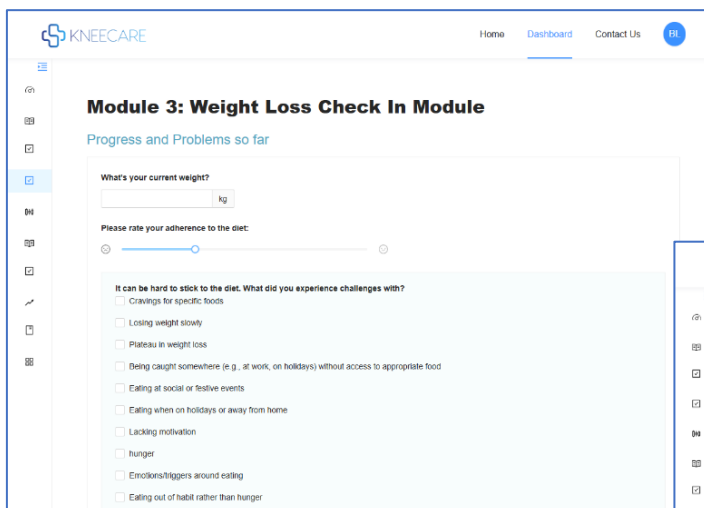 KNEECARE
Home Dashboard Contact Us BL
Module 3: Weight Loss Check In Module
Progress and Problems so far
What's your current weight?
kg
Please rate your adherence to the diet:
It can be hard to stick to the diet. What did you experience challenges with?
Cravings for specific foods
Losing weight slowly
Plateau in weight loss
Being caught somewhere (e.g., at work, on holidays) without access to appropriate food
Eating at social or festive events
Eating when on holidays or away from home
Lacking motivation
hunger
Emotions/triggers around eating
Eating out of habit rather than hunger